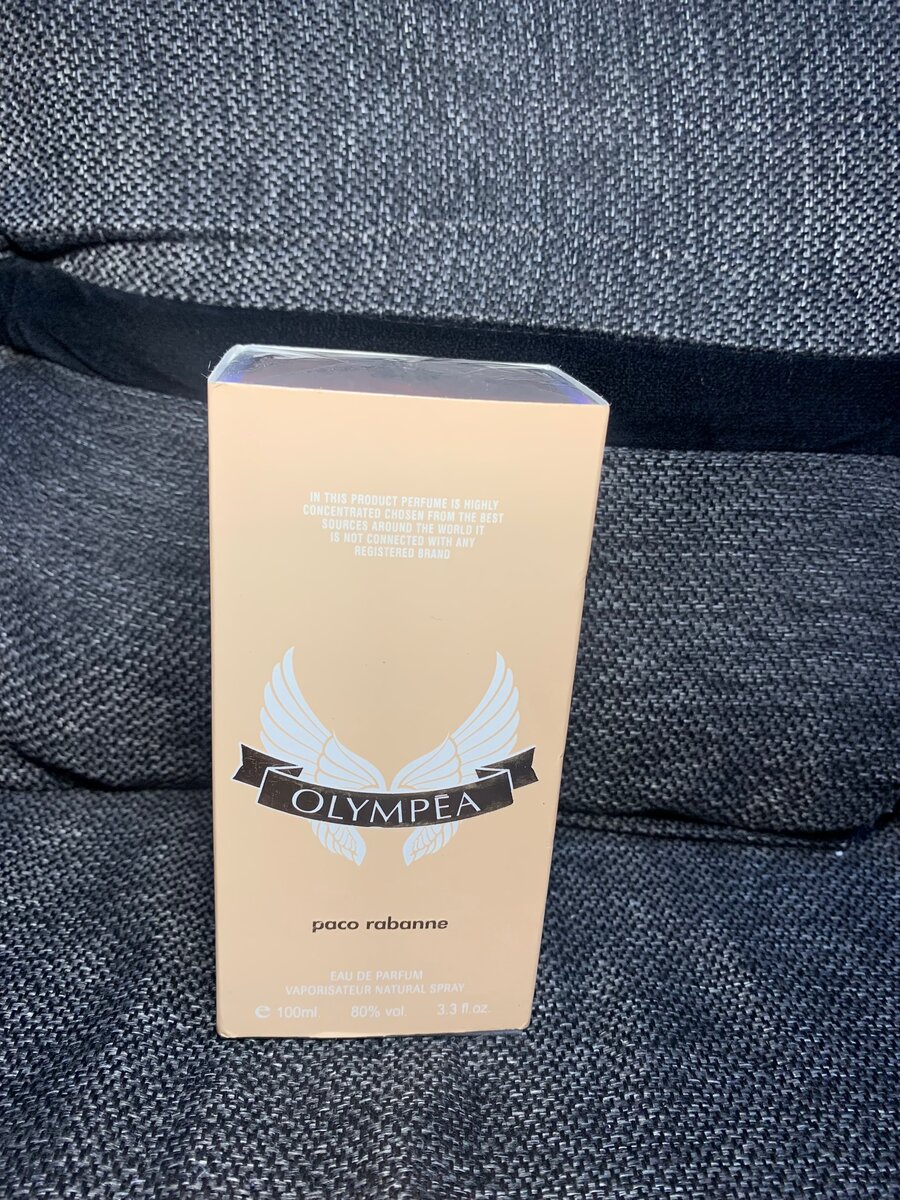 IN THIS PRODUCT PERFUME IS HIGHLY
CONCENTRATED CHOSEN FROM THE BEST
SOURCES AROUND THE WORLD IT
IS NOT CONNECTED WITH ANY
REGISTERED BRAND
OLYMPĒA
paco rabanne
EAU DE PARFUM
VAPORISATEUR NATURAL SPRAY
e 100ml. 80% vol. 3.3 fl.oz.